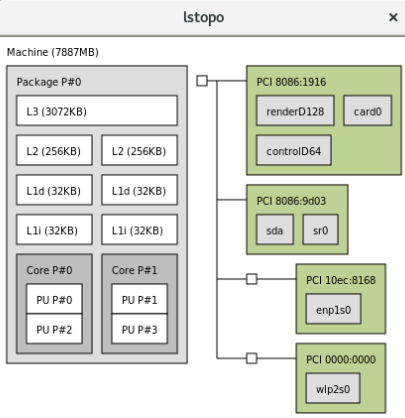 lstopo
×
Machine (7887MB)
Package P#0
L3 (3072KB)
L2 (256KB)
L2 (256KB)
L1d (32KB)
L1d (32KB)
L1i (32KB)
L1i (32KB)
Core P#0
PU P#0
PU P#2
Core P#1
PU P#1
PU P#3
PCI 8086:1916
renderD128
card0
controlD64
PCI 8086:9d03
sda
sr0
PCI 10ec:8168
enp1s0
PCI 0000:0000
wlp2s0